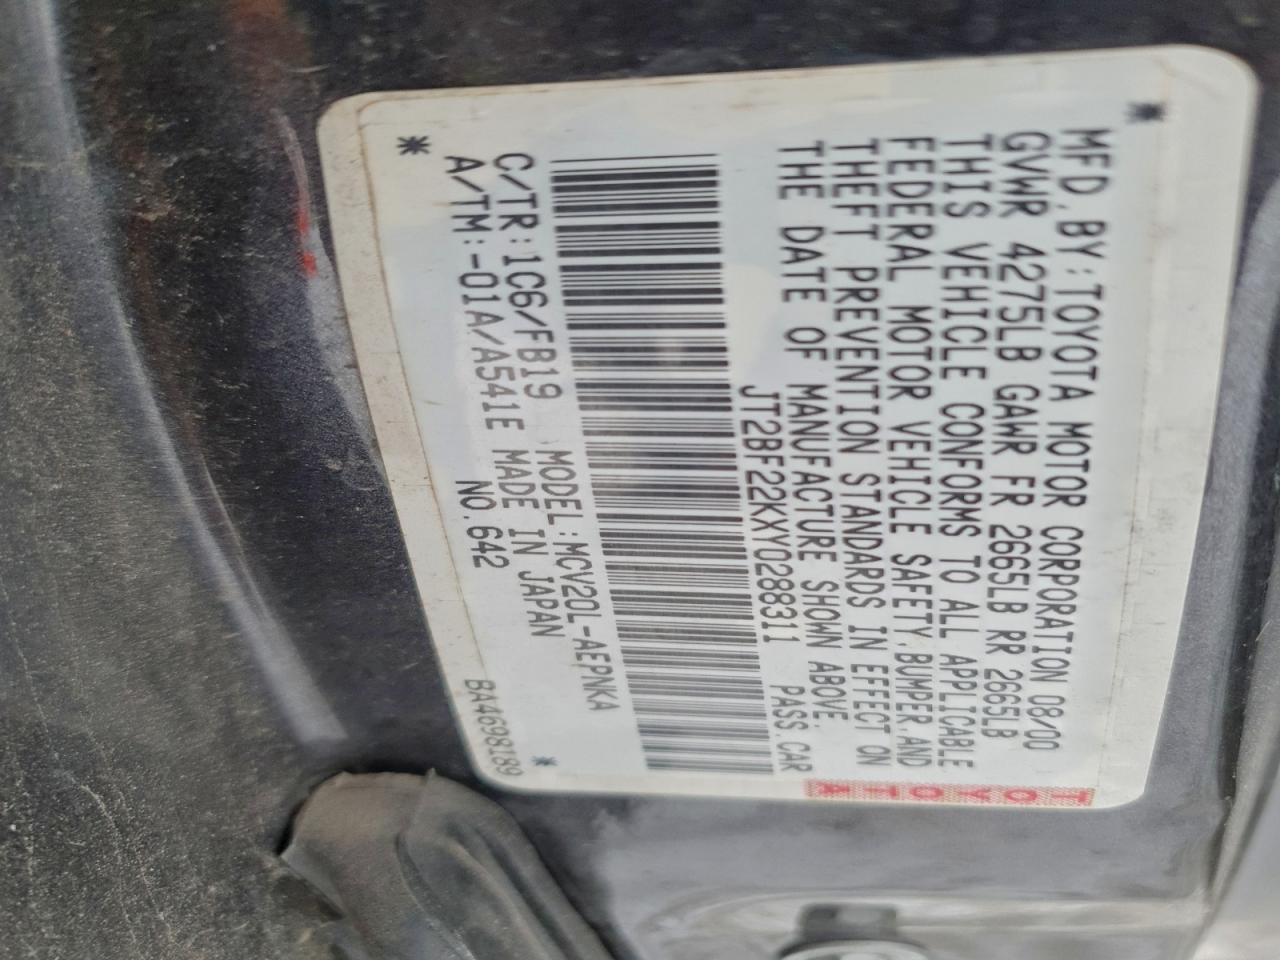 MFD. BY: TOYOTA MOTOR CORPORATION 08/00
GVWR 4275LB GAWR FR 2665LB RR 2665LB
THIS VEHICLE CONFORMS TO ALL APPLICABLE
FEDERAL MOTOR VEHICLE SAFETY, BUMPER, AND
THEFT PREVENTION STANDARDS IN EFFECT ON
THE DATE OF MANUFACTURE SHOWN ABOVE.
JT2BF22KXY0288311 PASS. CAR
C/TR: 1C6/FB19 MODEL: MCV20L-AEPNKA
A/TM:-01A/A541E MADE IN JAPAN
NO. 642
BA4698189
TOYOTA